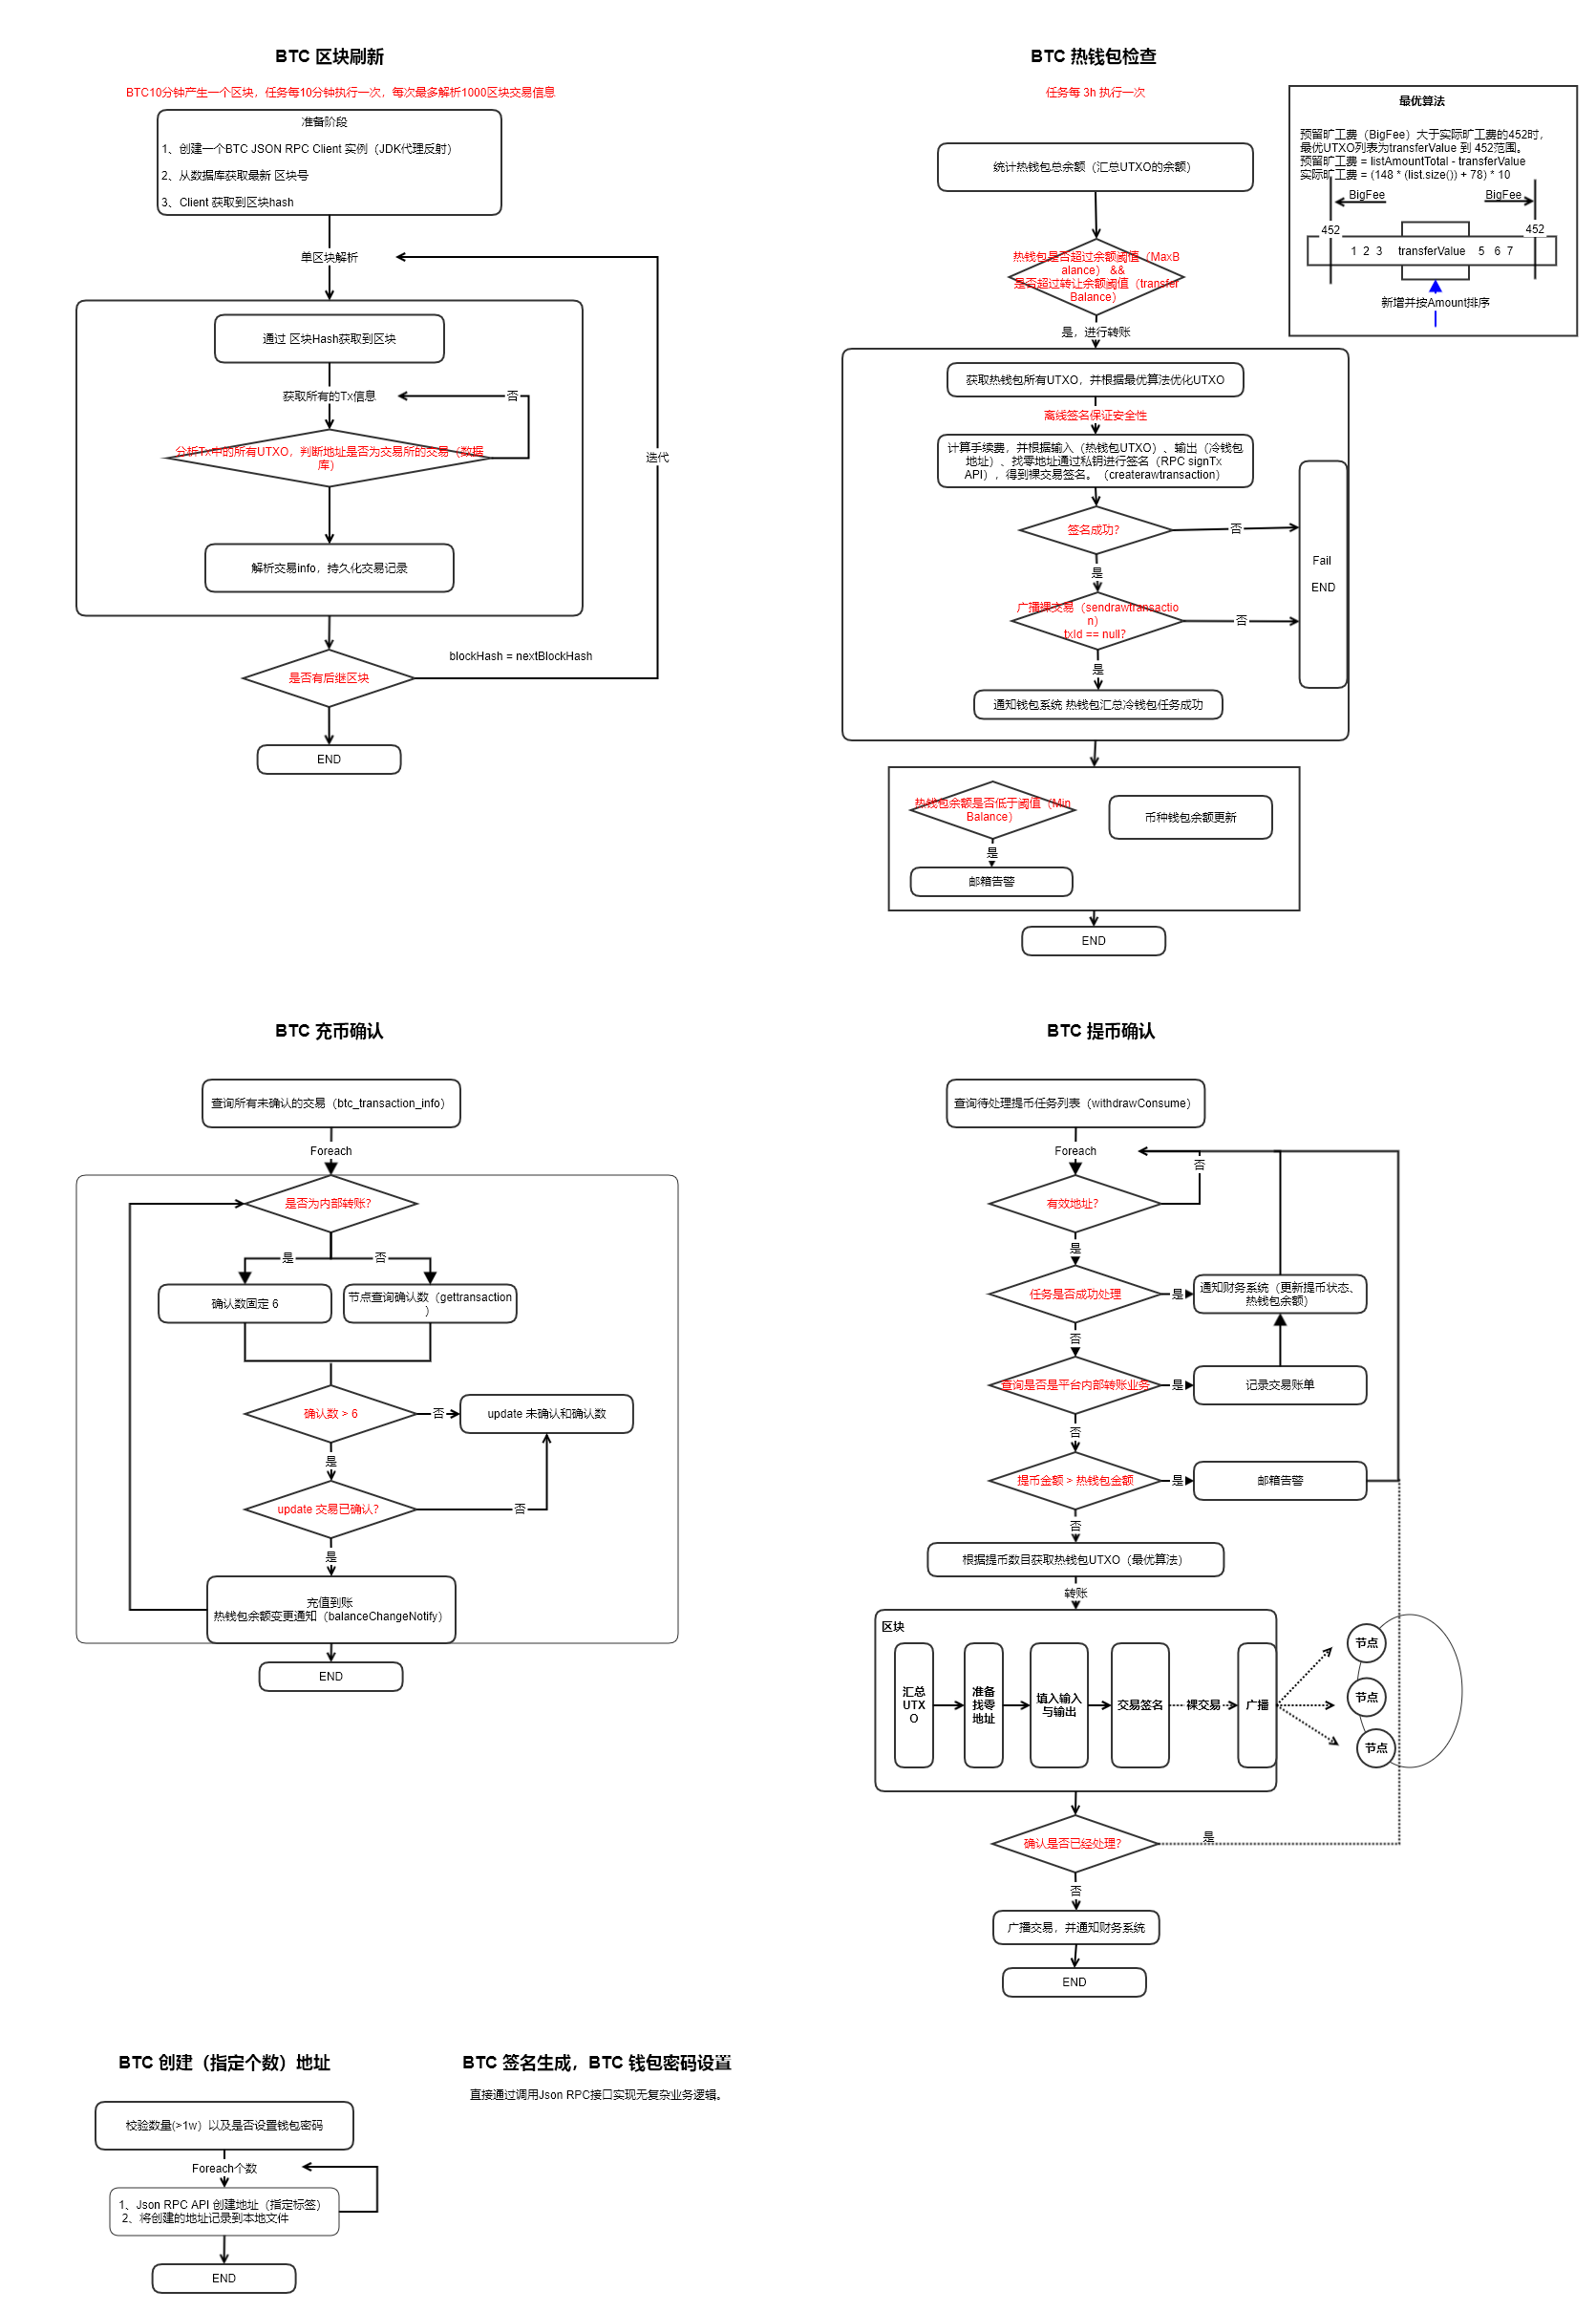 BTC 区块刷新
BTC10分钟产生一个区块，任务每10分钟执行一次，每次最多解析1000区块交易信息
准备阶段
1、创建一个BTC JSON RPC Client 实例（JDK代理反射）
2、从数据库获取最新 区块号
3、Client 获取到区块hash
单区块解析
通过 区块Hash获取到区块
获取所有的Tx信息
否
分析Tx中的所有UTXO，判断地址是否为交易所的交易（数据
库）
迭代
解析交易info，持久化交易记录
blockHash = nextBlockHash
是否有后继区块
END
BTC 热钱包检查
任务每 3h 执行一次
统计热钱包总余额（汇总UTXO的余额）
热钱包是否超过余额阈值（MaxB
alance） &&
是否超过转让余额阈值（transfer
Balance）
是，进行转账
获取热钱包所有UTXO，并根据最优算法优化UTXO
离线签名保证安全性
计算手续费，并根据输入（热钱包UTXO）、输出（冷钱包
地址）、找零地址通过私钥进行签名（RPC signTx
API），得到裸交易签名。（createrawtransaction）
签名成功？
否
是
广播裸交易（sendrawtransactio
n）
txId == null？
否
Fail
END
是
通知钱包系统 热钱包汇总冷钱包任务成功
热钱包余额是否低于阈值（Min
Balance）
是
邮箱告警
币种钱包余额更新
END
最优算法
预留旷工费（BigFee）大于实际旷工费的452时，
最优UTXO列表为transferValue 到 452范围。
预留旷工费 = listAmountTotal - transferValue
实际旷工费 = (148 * (list.size()) + 78) * 10
BigFee
BigFee
452
452
1 2 3 transferValue 5 6 7
新增并按Amount排序
BTC 充币确认
查询所有未确认的交易（btc_transaction_info）
Foreach
是否为内部转账？
是
否
确认数固定 6
节点查询确认数（gettransaction
）
确认数 > 6
否
update 未确认和确认数
是
update 交易已确认？
否
是
充值到账
热钱包余额变更通知（balanceChangeNotify）
END
BTC 提币确认
查询待处理提币任务列表（withdrawConsume）
Foreach
否
有效地址？
是
任务是否成功处理
是
通知财务系统（更新提币状态、
热钱包余额）
否
查询是否是平台内部转账业务
是
记录交易账单
否
提币金额 > 热钱包金额
是
邮箱告警
否
根据提币数目获取热钱包UTXO（最优算法）
转账
区块
汇总
UTX
O
准备
找零
地址
填入输入
与输出
交易签名
裸交易
广播
节点
节点
节点
确认是否已经处理？
是
否
广播交易，并通知财务系统
END
BTC 创建（指定个数）地址
校验数量(>1w）以及是否设置钱包密码
Foreach个数
1、Json RPC API 创建地址（指定标签）
2、将创建的地址记录到本地文件
END
BTC 签名生成，BTC 钱包密码设置
直接通过调用Json RPC接口实现无复杂业务逻辑。